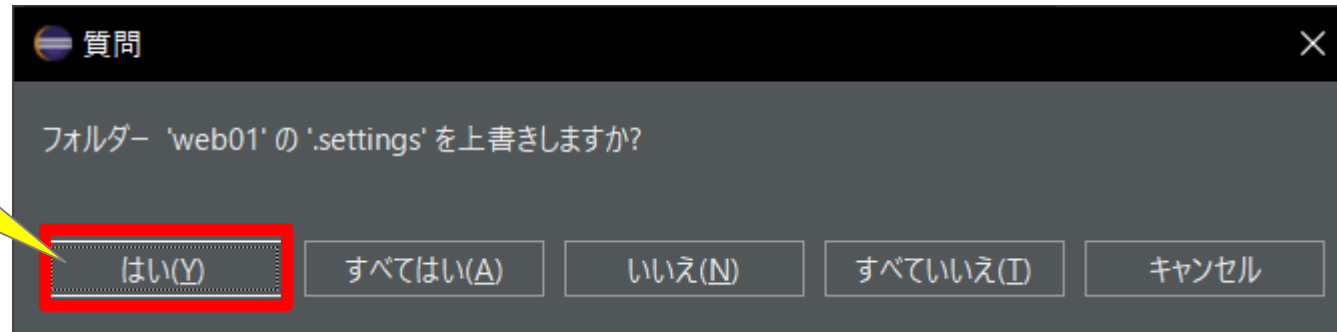 質問
フォルダー 'web01' の '.settings' を上書きしますか?
はい(Y)
すべてはい(A)
いいえ(N)
すべていいえ(T)
キャンセル